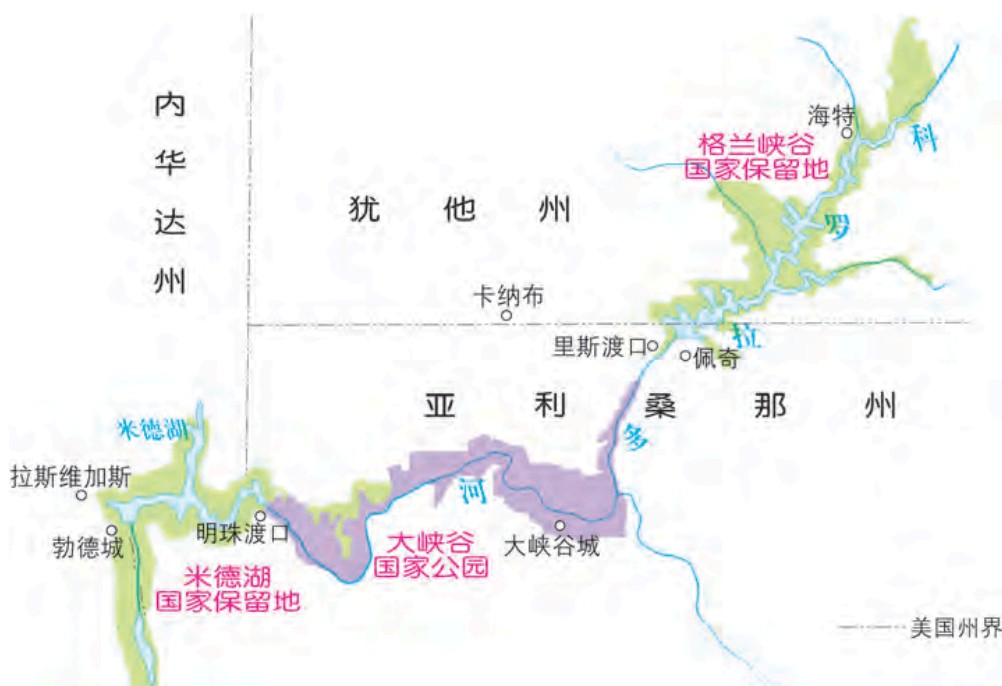 内华达州
犹他州
海特
科
格兰峡谷
国家保留地
罗
卡纳布
拉
里斯渡口
佩奇
亚利桑那州
米德湖
多
拉斯维加斯
河
勃德城
明珠渡口
大峡谷
国家公园
大峡谷城
米德湖
国家保留地
美国州界